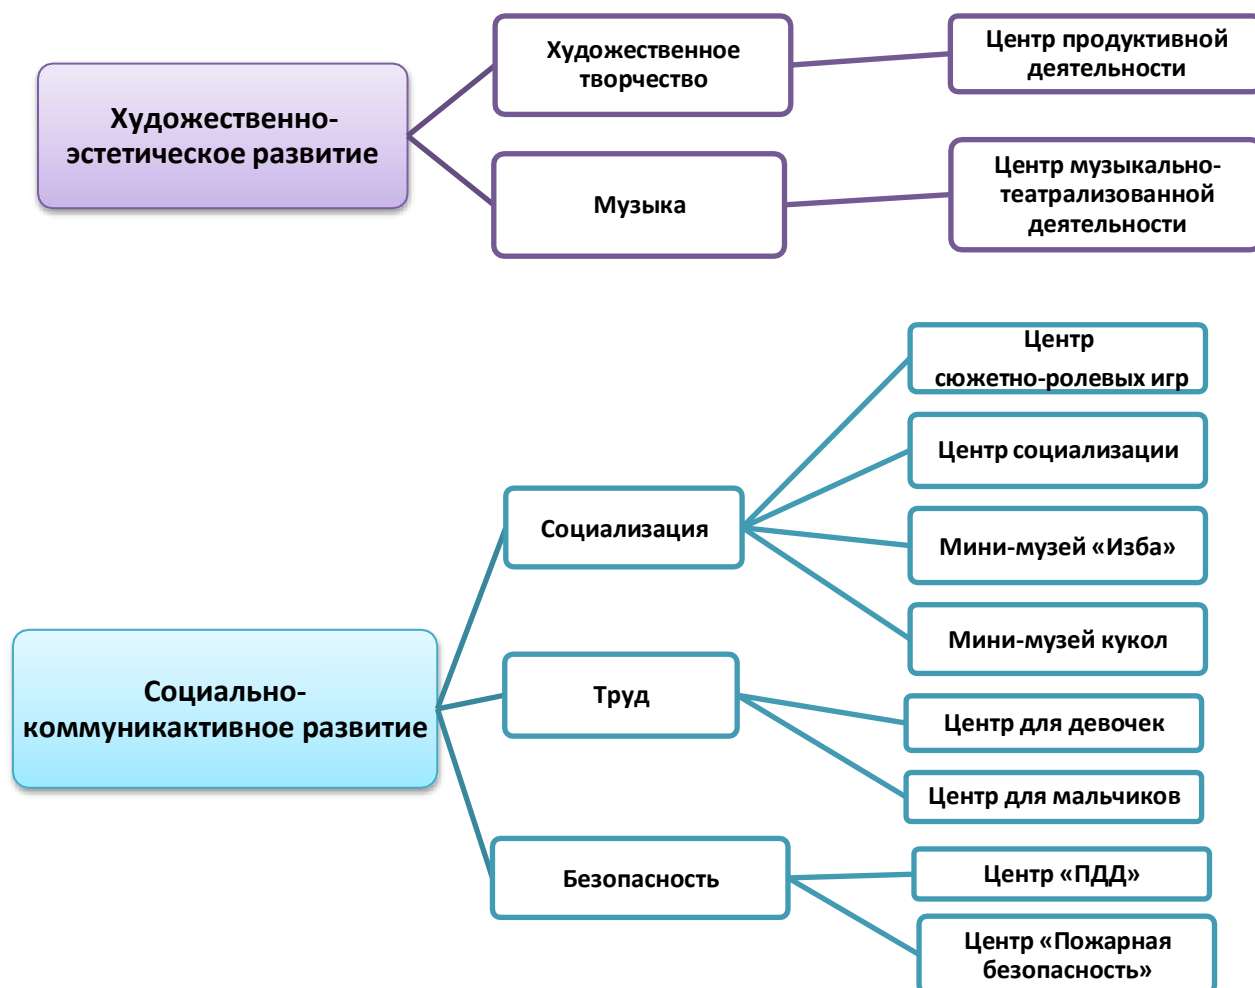 Художественно-
эстетическое развитие
Художественное
творчество
Центр продуктивной
деятельности
Музыка
Центр музыкально-
театрализованной
деятельности
Социально-
коммуникактивное развитие
Социализация
Центр
сюжетно-ролевых игр
Центр социализации
Мини-музей «Изба»
Мини-музей кукол
Труд
Центр для девочек
Центр для мальчиков
Безопасность
Центр «ПДД»
Центр «Пожарная
безопасность»